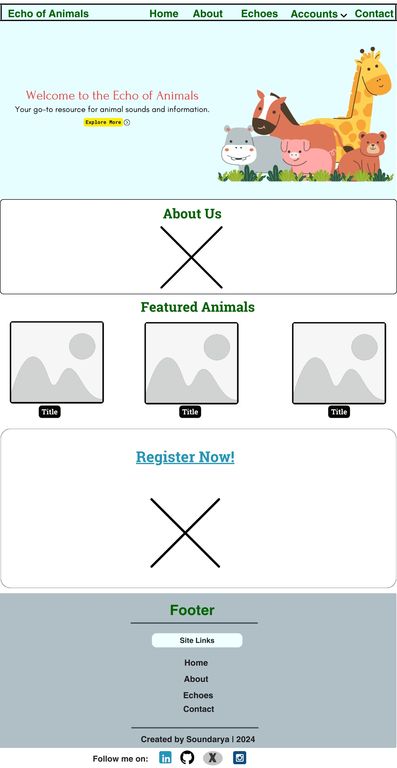 Echo of Animals Home About Echoes Accounts Contact
Welcome to the Echo of Animals
Your go-to resource for animal sounds and information.
Explore More
About Us
Featured Animals
Title Title Title
Register Now!
Footer
Site Links
Home
About
Echoes
Contact
Created by Soundarya | 2024
Follow me on: